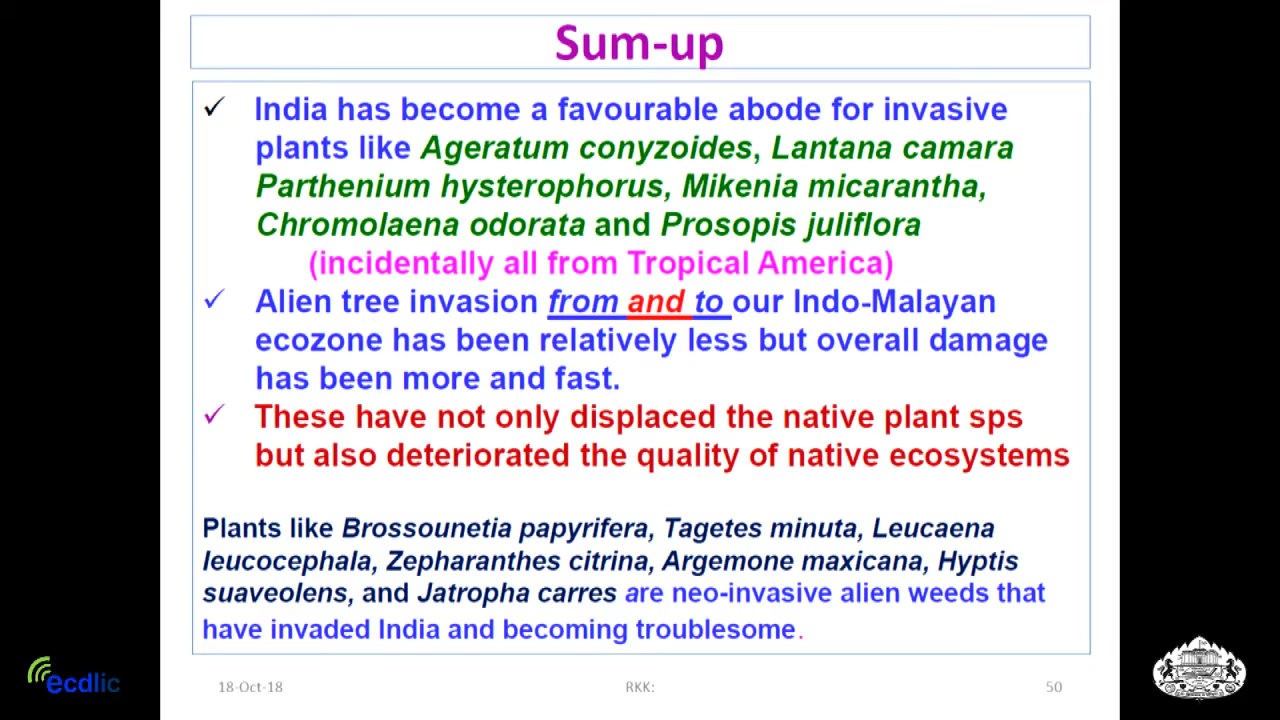 Sum-up
✓ India has become a favourable abode for invasive
plants like Ageratum conyzoides, Lantana camara
Parthenium hysterophorus, Mikenia micarantha,
Chromolaena odorata and Prosopis juliflora
(incidentally all from Tropical America)
✓ Alien tree invasion from and to our Indo-Malayan
ecozone has been relatively less but overall damage
has been more and fast.
✓ These have not only displaced the native plant sps
but also deteriorated the quality of native ecosystems
Plants like Brossounetia papyrifera, Tagetes minuta, Leucaena
leucocephala, Zepharanthes citrina, Argemone maxicana, Hyptis
suaveolens, and Jatropha carres are neo-invasive alien weeds that
have invaded India and becoming troublesome.
ecdlic
18-Oct-18
RKK:
50